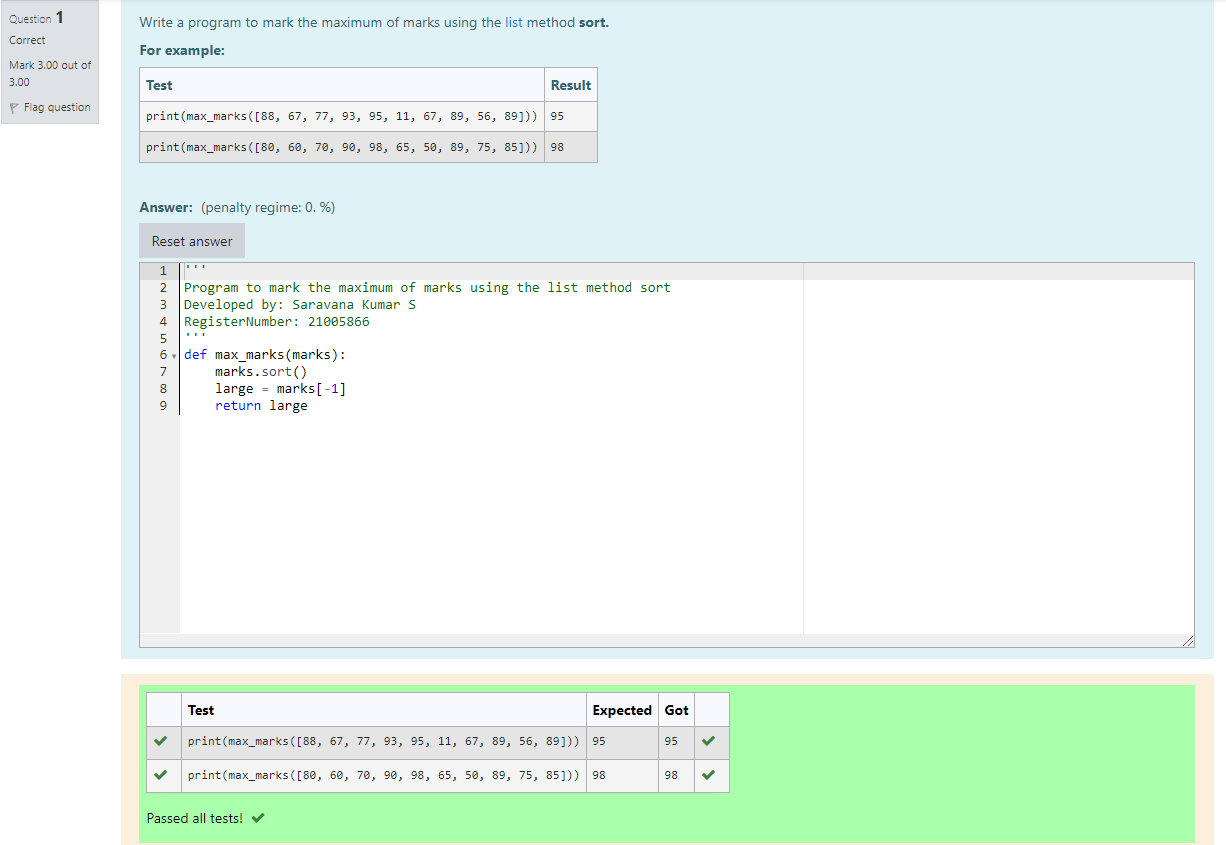 Question 1
Correct
Mark 3.00 out of
3.00
Flag question
Write a program to mark the maximum of marks using the list method sort.
For example:
Test Result
print(max_marks([88, 67, 77, 93, 95, 11, 67, 89, 56, 89])) 95
print(max_marks([80, 60, 70, 90, 98, 65, 50, 89, 75, 85])) 98
Answer: (penalty regime: 0. %)
Reset answer
1 '''
2 Program to mark the maximum of marks using the list method sort
3 Developed by: Saravana Kumar S
4 RegisterNumber: 21005866
5 '''
6 def max_marks(marks):
7     marks.sort()
8     large = marks[-1]
9     return large
Test Expected Got
print(max_marks([88, 67, 77, 93, 95, 11, 67, 89, 56, 89])) 95 95
print(max_marks([80, 60, 70, 90, 98, 65, 50, 89, 75, 85])) 98 98
Passed all tests!